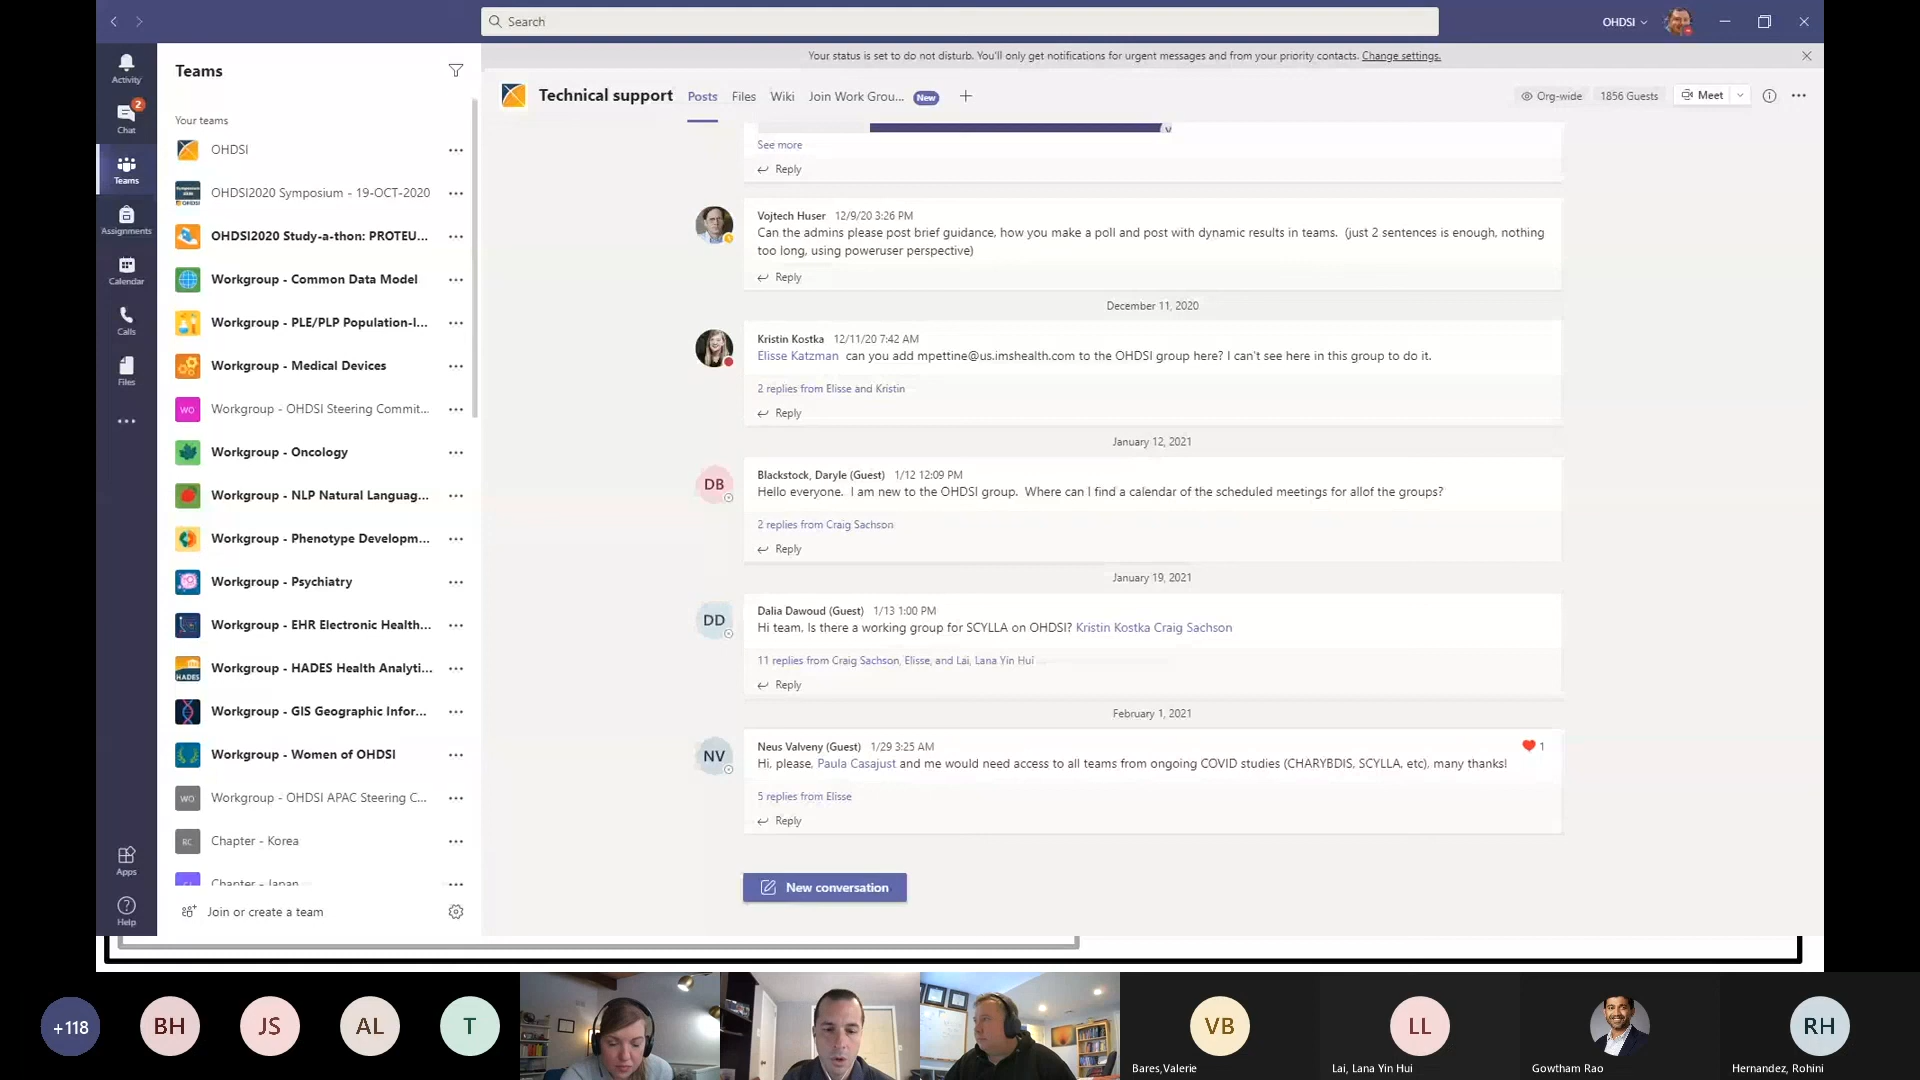 Search
OHDSI
Your status is set to do not disturb. You'll only get notifications for urgent messages and from your priority contacts. Change settings.
Activity
2
Chat
Teams
Assignments
Calendar
Calls
Files
Apps
Help
Teams
Your teams
OHDSI
OHDSI2020 Symposium - 19-OCT-2020
OHDSI2020 Study-a-thon: PROTEU...
Workgroup - Common Data Model
Workgroup - PLE/PLP Population-l...
Workgroup - Medical Devices
WO
Workgroup - OHDSI Steering Commit...
Workgroup - Oncology
Workgroup - NLP Natural Languag...
Workgroup - Phenotype Developm...
Workgroup - Psychiatry
Workgroup - EHR Electronic Health...
HADES
Workgroup - HADES Health Analyti...
Workgroup - GIS Geographic Infor...
Workgroup - Women of OHDSI
WO
Workgroup - OHDSI APAC Steering C...
RC
Chapter - Korea
Chapter - Japan
Join or create a team
Technical support
Posts
Files
Wiki
Join Work Grou...
New
Org-wide
1856 Guests
Meet
See more
Reply
Vojtech Huser 12/9/20 3:26 PM
Can the admins please post brief guidance, how you make a poll and post with dynamic results in teams. (just 2 sentences is enough, nothing
too long, using poweruser perspective)
Reply
December 11, 2020
Kristin Kostka 12/11/20 7:42 AM
Elisse Katzman can you add mpettine@us.imshealth.com to the OHDSI group here? I can't see here in this group to do it.
2 replies from Elisse and Kristin
Reply
January 12, 2021
DB
Blackstock, Daryle (Guest) 1/12 12:09 PM
Hello everyone. I am new to the OHDSI group. Where can I find a calendar of the scheduled meetings for allof the groups?
2 replies from Craig Sachson
Reply
January 19, 2021
DD
Dalia Dawoud (Guest) 1/13 1:00 PM
Hi team, Is there a working group for SCYLLA on OHDSI? Kristin Kostka Craig Sachson
11 replies from Craig Sachson, Elisse, and Lai, Lana Yin Hui
Reply
February 1, 2021
NV
Neus Valveny (Guest) 1/29 3:25 AM
1
Hi, please, Paula Casajust and me would need access to all teams from ongoing COVID studies (CHARYBDIS, SCYLLA, etc), many thanks!
5 replies from Elisse
Reply
New conversation
+118
BH
JS
AL
T
VB
Bares,Valerie
LL
Lai, Lana Yin Hui
Gowtham Rao
RH
Hernandez, Rohini